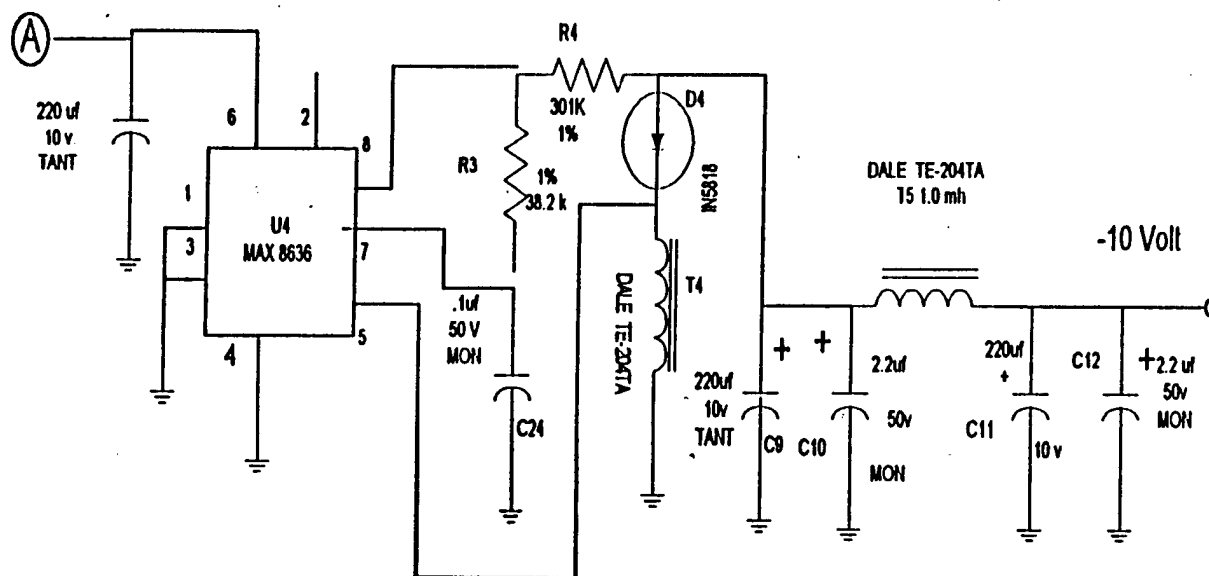 A
220 uf
10 v
TANT
6
2
8
1
3
U4
MAX 8636
7
4
5
R4
301K
1%
R3
1%
38.2 k
.1uf
50 V
MON
C24
D4
IN5818
T4
DALE TE-204TA
DALE TE-204TA
T5 1.0 mh
-10 Volt
220uf
10v
TANT
C9
+
+
2.2uf
50v
C10
MON
220uf
+
C11
10 v
C12
+
2.2 uf
50v
MON